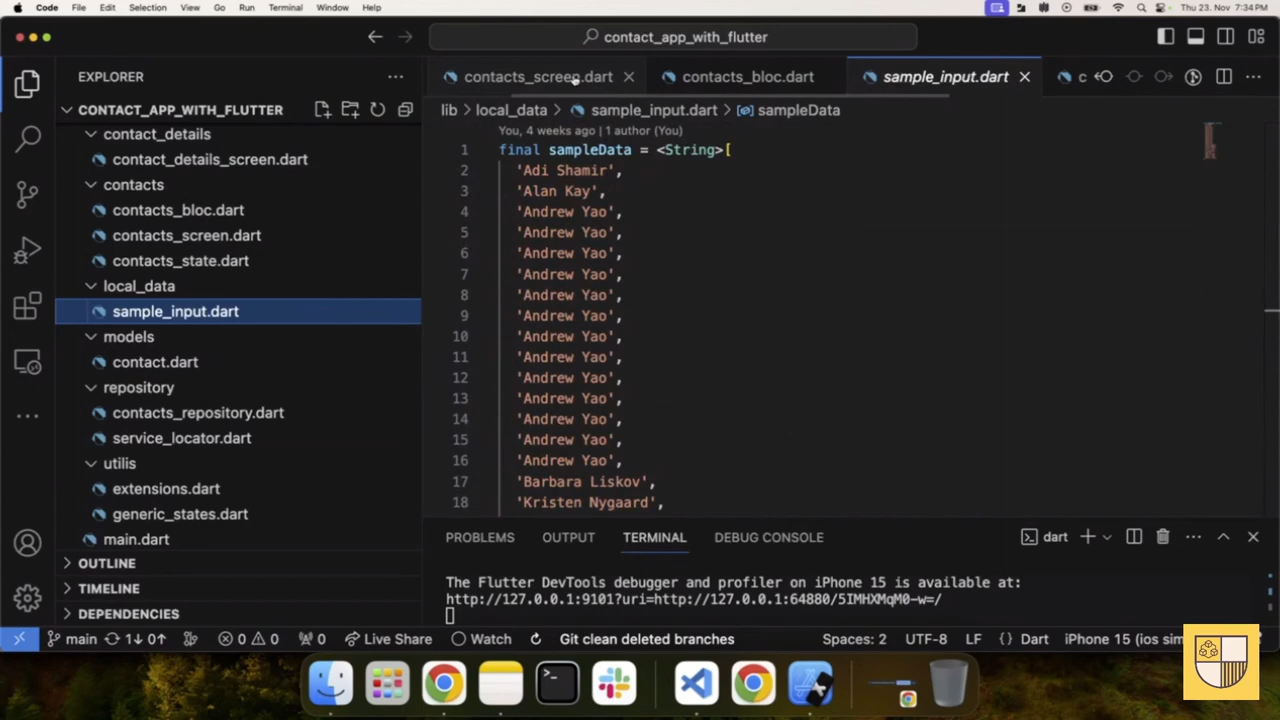 Code File Edit Selection View Go Run Terminal Window Help Thu 23. Nov 7:34 PM
contact_app_with_flutter
EXPLORER
CONTACT_APP_WITH_FLUTTER
contact_details
contact_details_screen.dart
contacts
contacts_bloc.dart
contacts_screen.dart
contacts_state.dart
local_data
sample_input.dart
models
contact.dart
repository
contacts_repository.dart
service_locator.dart
utilis
extensions.dart
generic_states.dart
main.dart
OUTLINE
TIMELINE
DEPENDENCIES
contacts_screen.dart contacts_bloc.dart sample_input.dart c
lib > local_data > sample_input.dart > sampleData
You, 4 weeks ago | 1 author (You)
1 final sampleData = <String>[
2 'Adi Shamir',
3 'Alan Kay',
4 'Andrew Yao',
5 'Andrew Yao',
6 'Andrew Yao',
7 'Andrew Yao',
8 'Andrew Yao',
9 'Andrew Yao',
10 'Andrew Yao',
11 'Andrew Yao',
12 'Andrew Yao',
13 'Andrew Yao',
14 'Andrew Yao',
15 'Andrew Yao',
16 'Andrew Yao',
17 'Barbara Liskov',
18 'Kristen Nygaard',
PROBLEMS OUTPUT TERMINAL DEBUG CONSOLE dart
The Flutter DevTools debugger and profiler on iPhone 15 is available at:
http://127.0.0.1:9101?uri=http://127.0.0.1:64880/5IMHXMqM0-w=/
main 1↓ 0↑ 0 0 0 Live Share Watch Git clean deleted branches Spaces: 2 UTF-8 LF {} Dart iPhone 15 (ios sim